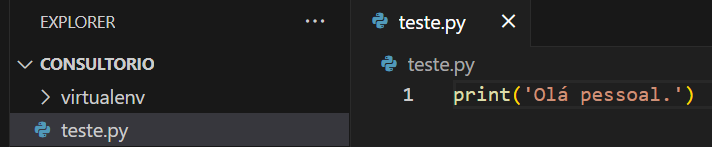 EXPLORER ···
CONSULTORIO
virtualenv
teste.py
teste.py
teste.py
1 print('Olá pessoal.')